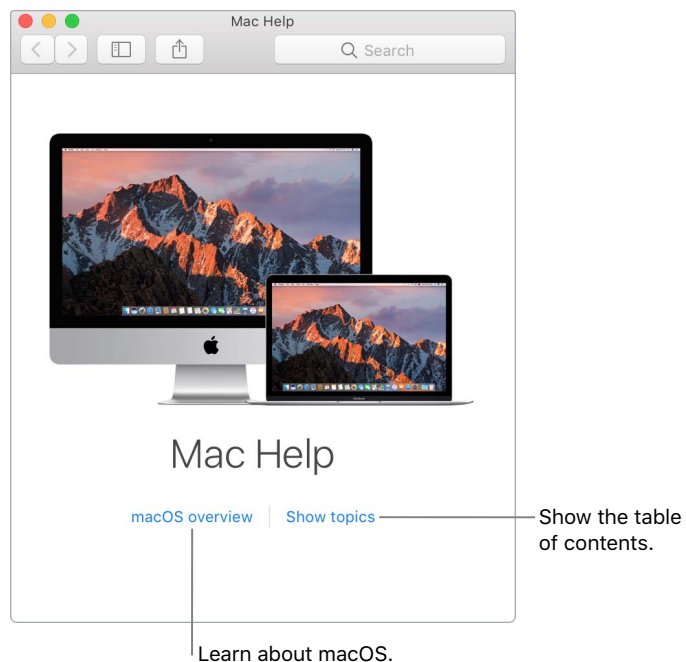 Mac Help
Search
Mac Help
macOS overview
Show topics
Show the table
of contents.
Learn about macOS.